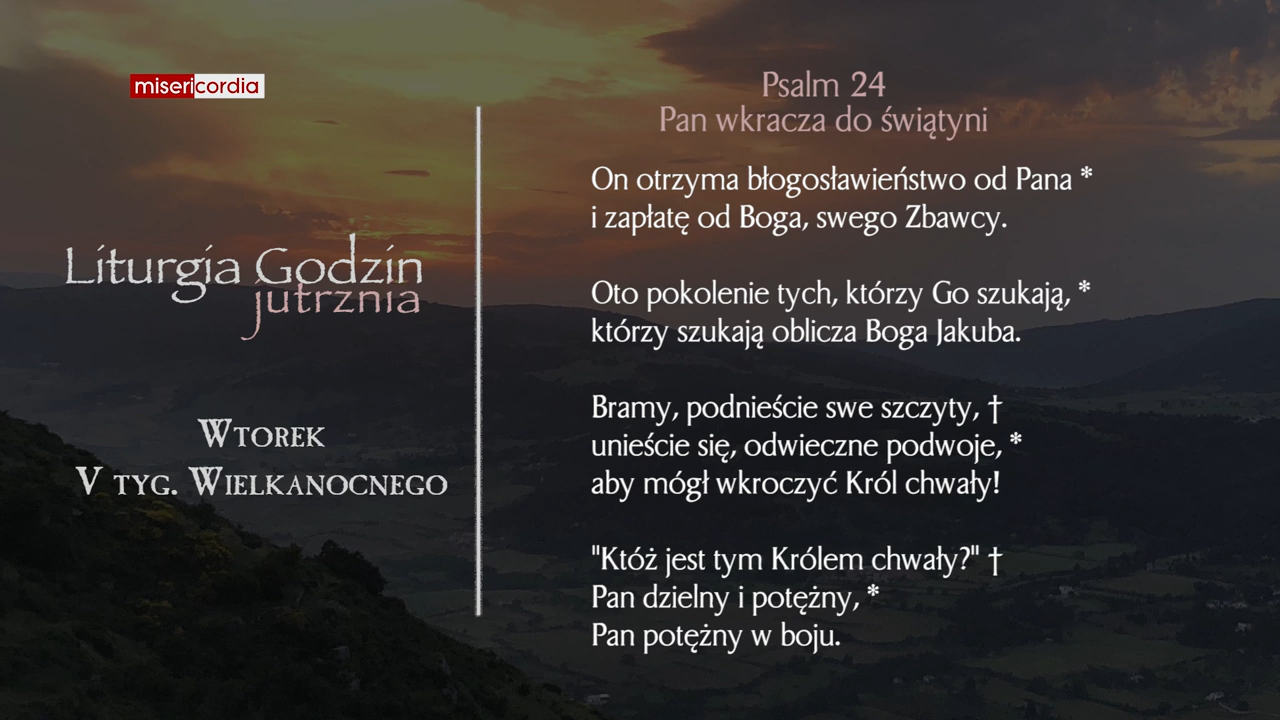 misericordia
Liturgia Godzin
jutrznia
Wtorek
V tyg. Wielkanocnego
Psalm 24
Pan wkracza do świątyni
On otrzyma błogosławieństwo od Pana *
i zapłatę od Boga, swego Zbawcy.
Oto pokolenie tych, którzy Go szukają, *
którzy szukają oblicza Boga Jakuba.
Bramy, podnieście swe szczyty, †
unieście się, odwieczne podwoje, *
aby mógł wkroczyć Król chwały!
"Któż jest tym Królem chwały?" †
Pan dzielny i potężny, *
Pan potężny w boju.